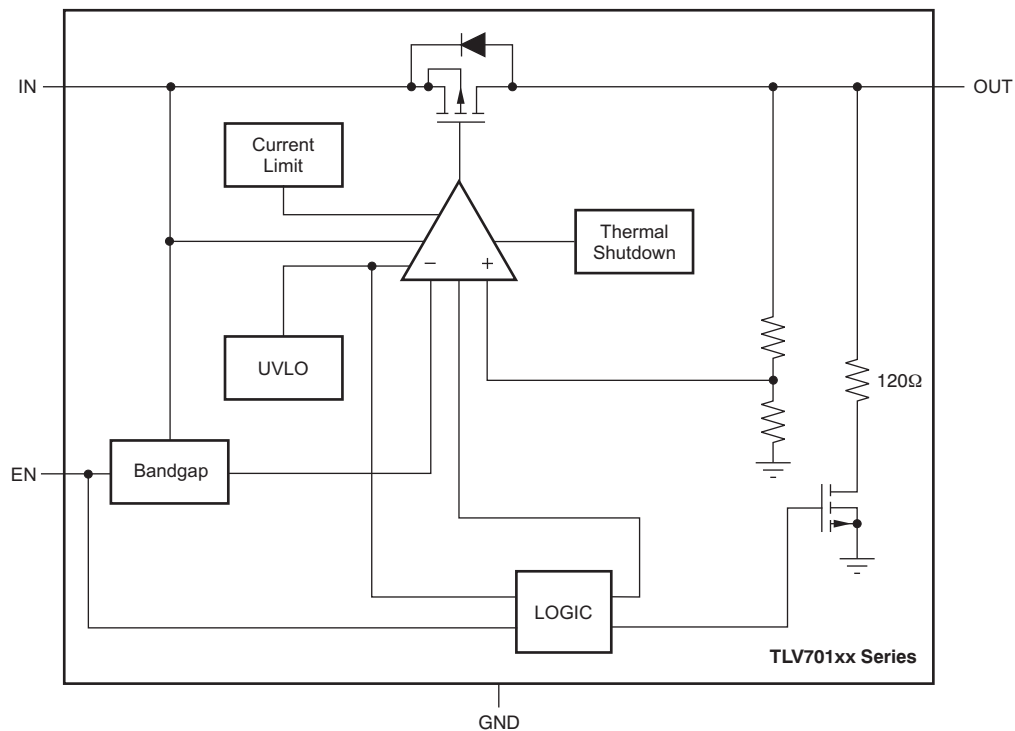 IN
OUT
Current
Limit
Thermal
Shutdown
−
+
UVLO
120Ω
EN
Bandgap
LOGIC
TLV701xx Series
GND